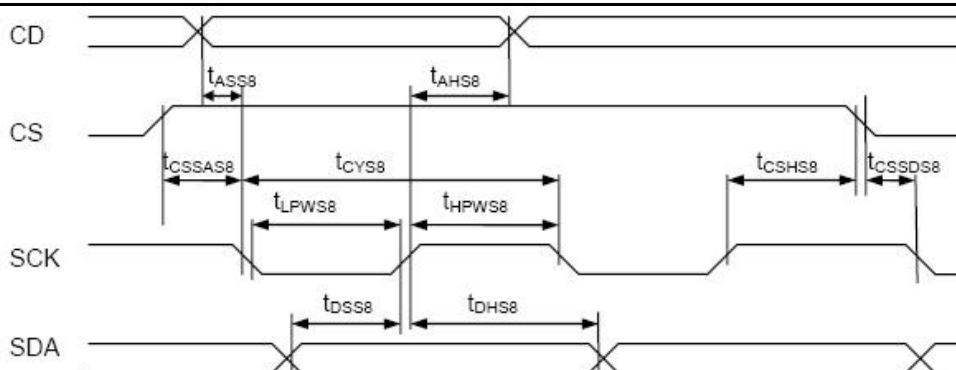 CD
tASS8 tAHS8
CS
tCSSAS8 tCYS8 tCSHS8 tCSSDS8
tLPWS8 tHPWS8
SCK
tDSS8 tDHS8
SDA